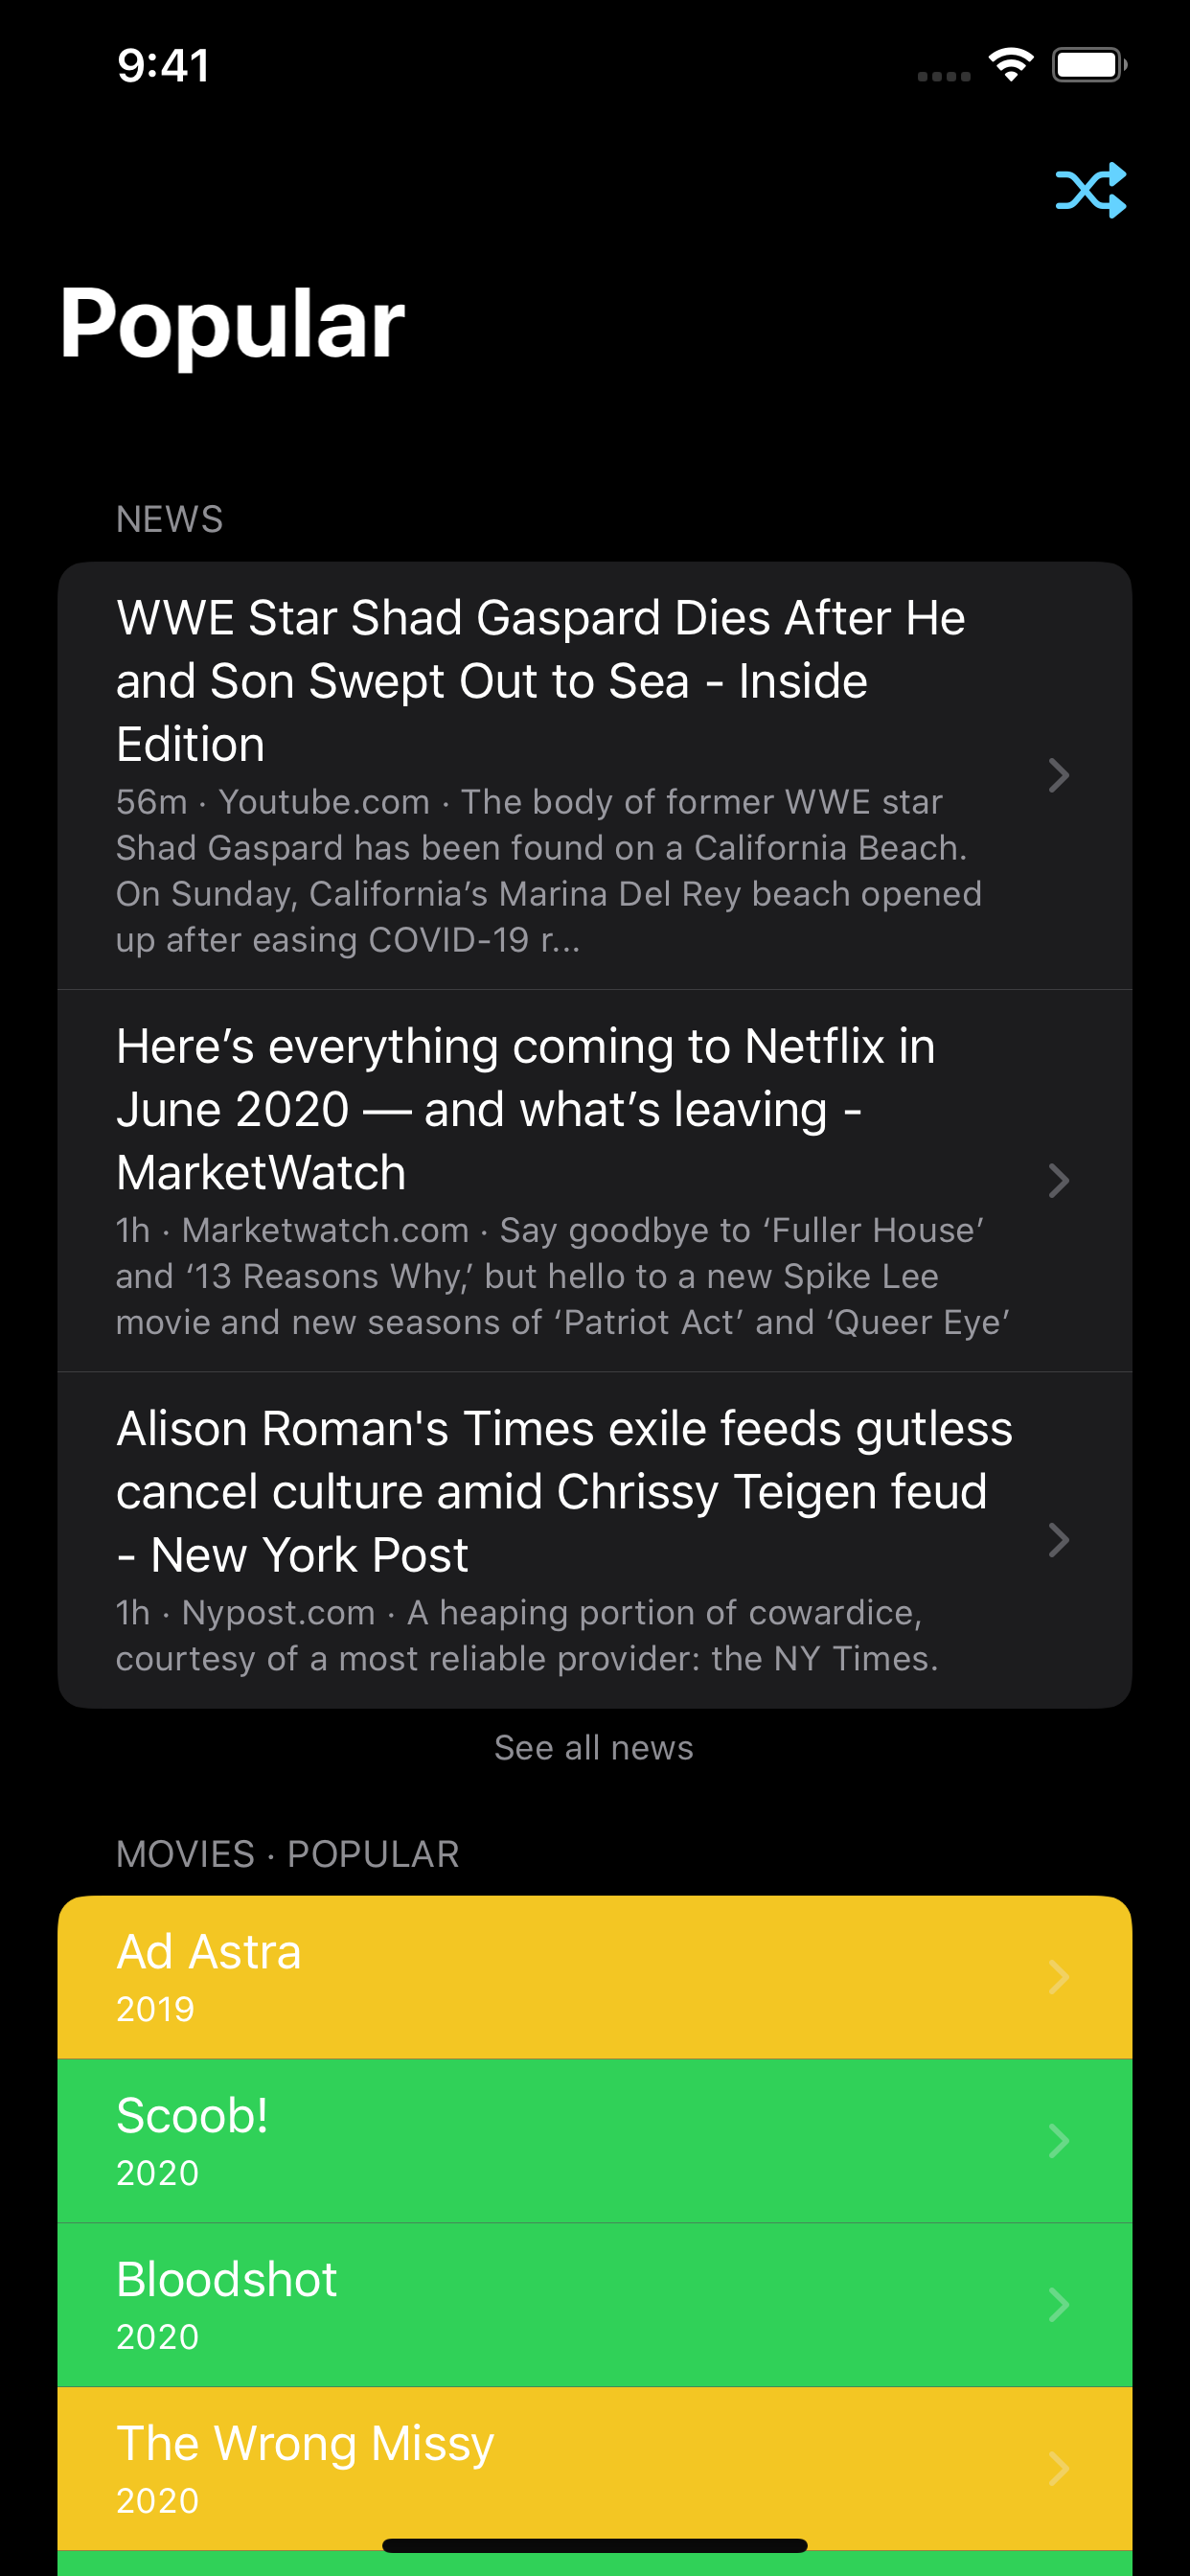 9:41
Popular
NEWS
WWE Star Shad Gaspard Dies After He
and Son Swept Out to Sea - Inside
Edition
56m · Youtube.com · The body of former WWE star
Shad Gaspard has been found on a California Beach.
On Sunday, California’s Marina Del Rey beach opened
up after easing COVID-19 r...
Here’s everything coming to Netflix in
June 2020 — and what’s leaving -
MarketWatch
1h · Marketwatch.com · Say goodbye to ‘Fuller House’
and ‘13 Reasons Why,’ but hello to a new Spike Lee
movie and new seasons of ‘Patriot Act’ and ‘Queer Eye’
Alison Roman's Times exile feeds gutless
cancel culture amid Chrissy Teigen feud
- New York Post
1h · Nypost.com · A heaping portion of cowardice,
courtesy of a most reliable provider: the NY Times.
See all news
MOVIES · POPULAR
Ad Astra
2019
Scoob!
2020
Bloodshot
2020
The Wrong Missy
2020